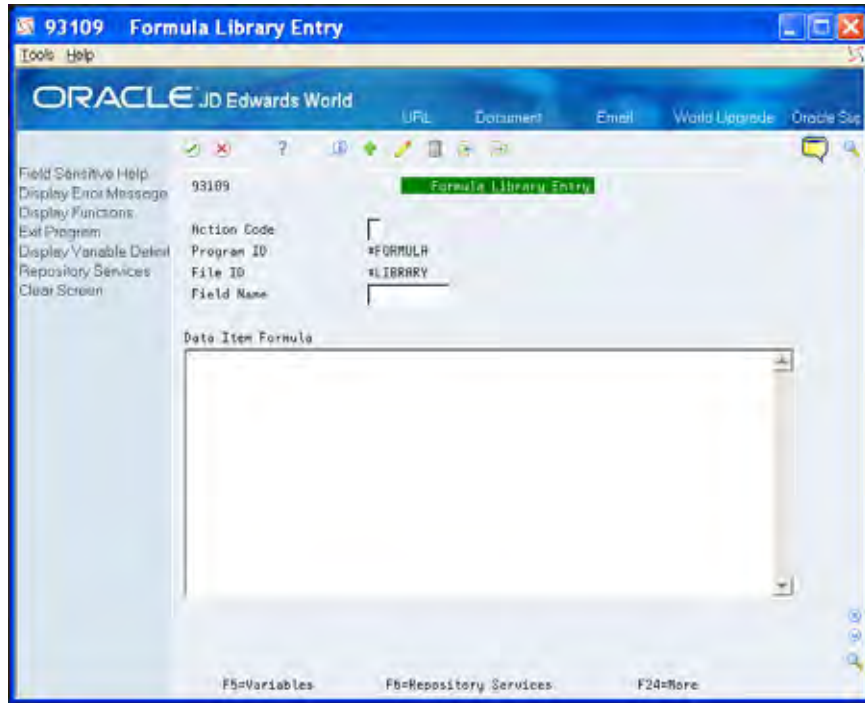 93109 Formula Library Entry
Tools Help
ORACLE JD Edwards World
URL Document Email World Upgrade Oracle Sup
Field Sensitive Help
Display Error Message
Display Functions
Exit Program
Display Variable Definit
Repository Services
Clear Screen
93109 Formula Library Entry
Action Code
Program ID *FORMULA
File ID *LIBRARY
Field Name
Data Item Formula
F5=Variables F6=Repository Services F24=More